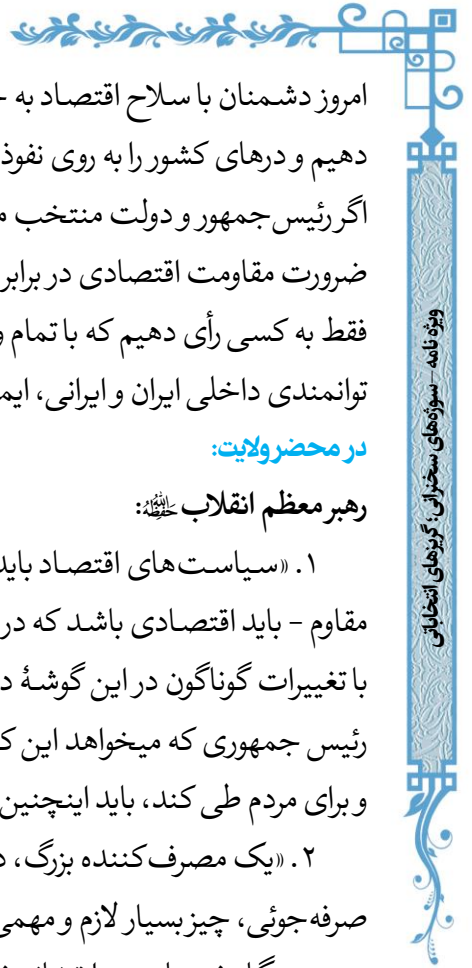 امروز دشمنان با سلاح اقتصاد به
دهیم و درهای کشور را به روی نفوذ
اگر رئیس‌جمهور و دولت منتخب
ضرورت مقاومت اقتصادی در برابر
فقط به کسی رأی دهیم که با تمام
توانمندی داخلی ایران و ایرانی،
در محضر ولایت:
رهبر معظم انقلاب حفظه‌الله:
۱. «سیاست‌های اقتصاد باید
مقاوم - باید اقتصادی باشد که در
با تغییرات گوناگون در این گوشهٔ
رئیس جمهوری که میخواهد این
و برای مردم طی کند، باید اینچنین
۲. «یک مصرف‌کننده بزرگ،
صرفه‌جوئی، چیز بسیار لازم و مهمی
ویژه نامه - سوژه‌های سخنرانی؛ گریزهای انتخاباتی